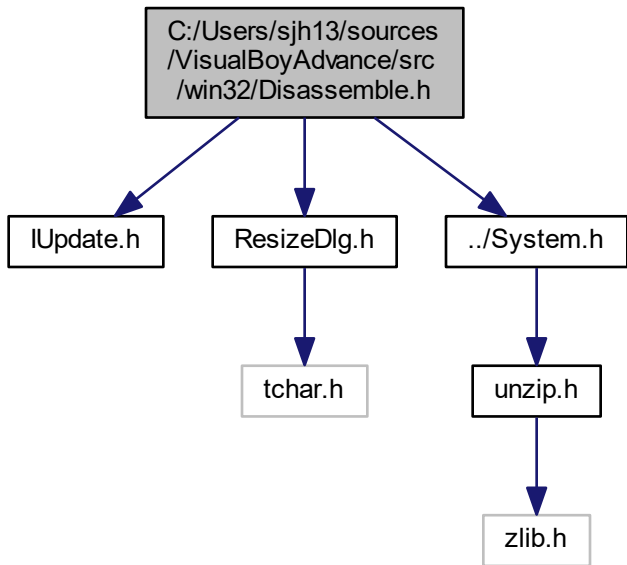 C:/Users/sjh13/sources
/VisualBoyAdvance/src
/win32/Disassemble.h
IUpdate.h
ResizeDlg.h
../System.h
tchar.h
unzip.h
zlib.h